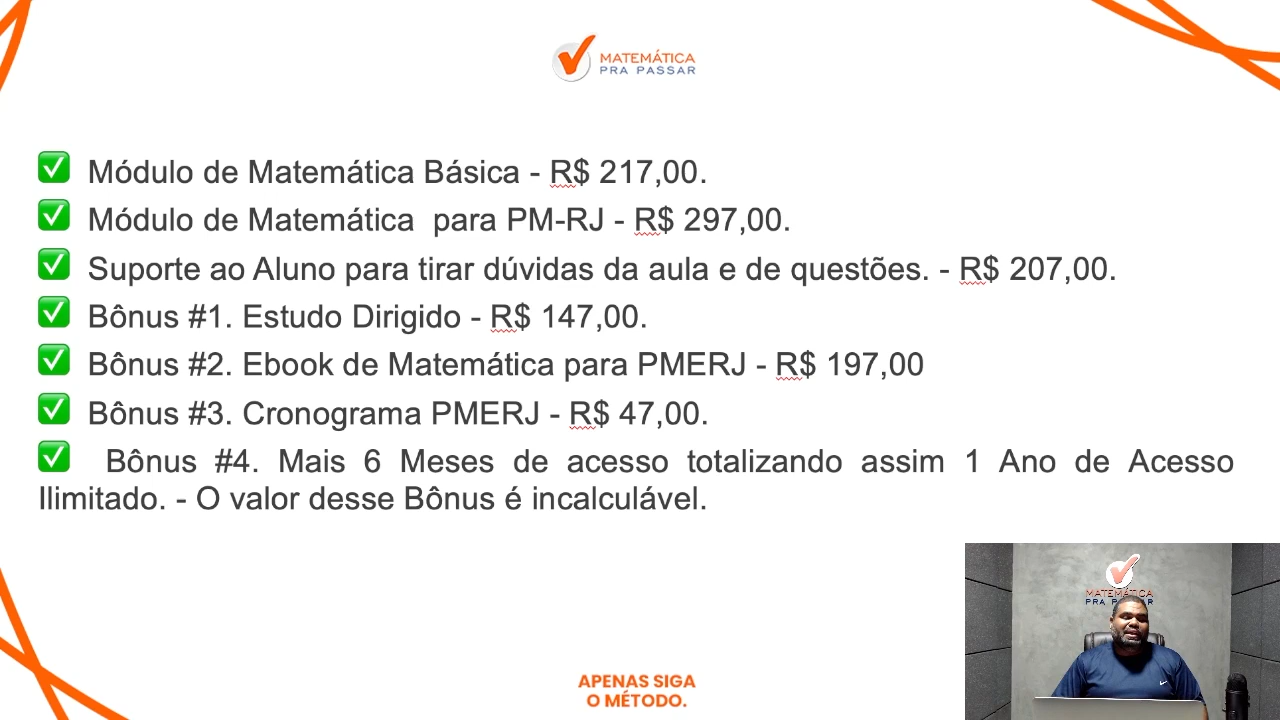 MATEMÁTICA
PRA PASSAR
✅ Módulo de Matemática Básica - R$ 217,00.
✅ Módulo de Matemática  para PM-RJ - R$ 297,00.
✅ Suporte ao Aluno para tirar dúvidas da aula e de questões. - R$ 207,00.
✅ Bônus #1. Estudo Dirigido - R$ 147,00.
✅ Bônus #2. Ebook de Matemática para PMERJ - R$ 197,00
✅ Bônus #3. Cronograma PMERJ - R$ 47,00.
✅ Bônus #4. Mais 6 Meses de acesso totalizando assim 1 Ano de Acesso
Ilimitado. - O valor desse Bônus é incalculável.
MATEMÁTICA
PRA PASSAR
APENAS SIGA
O MÉTODO.